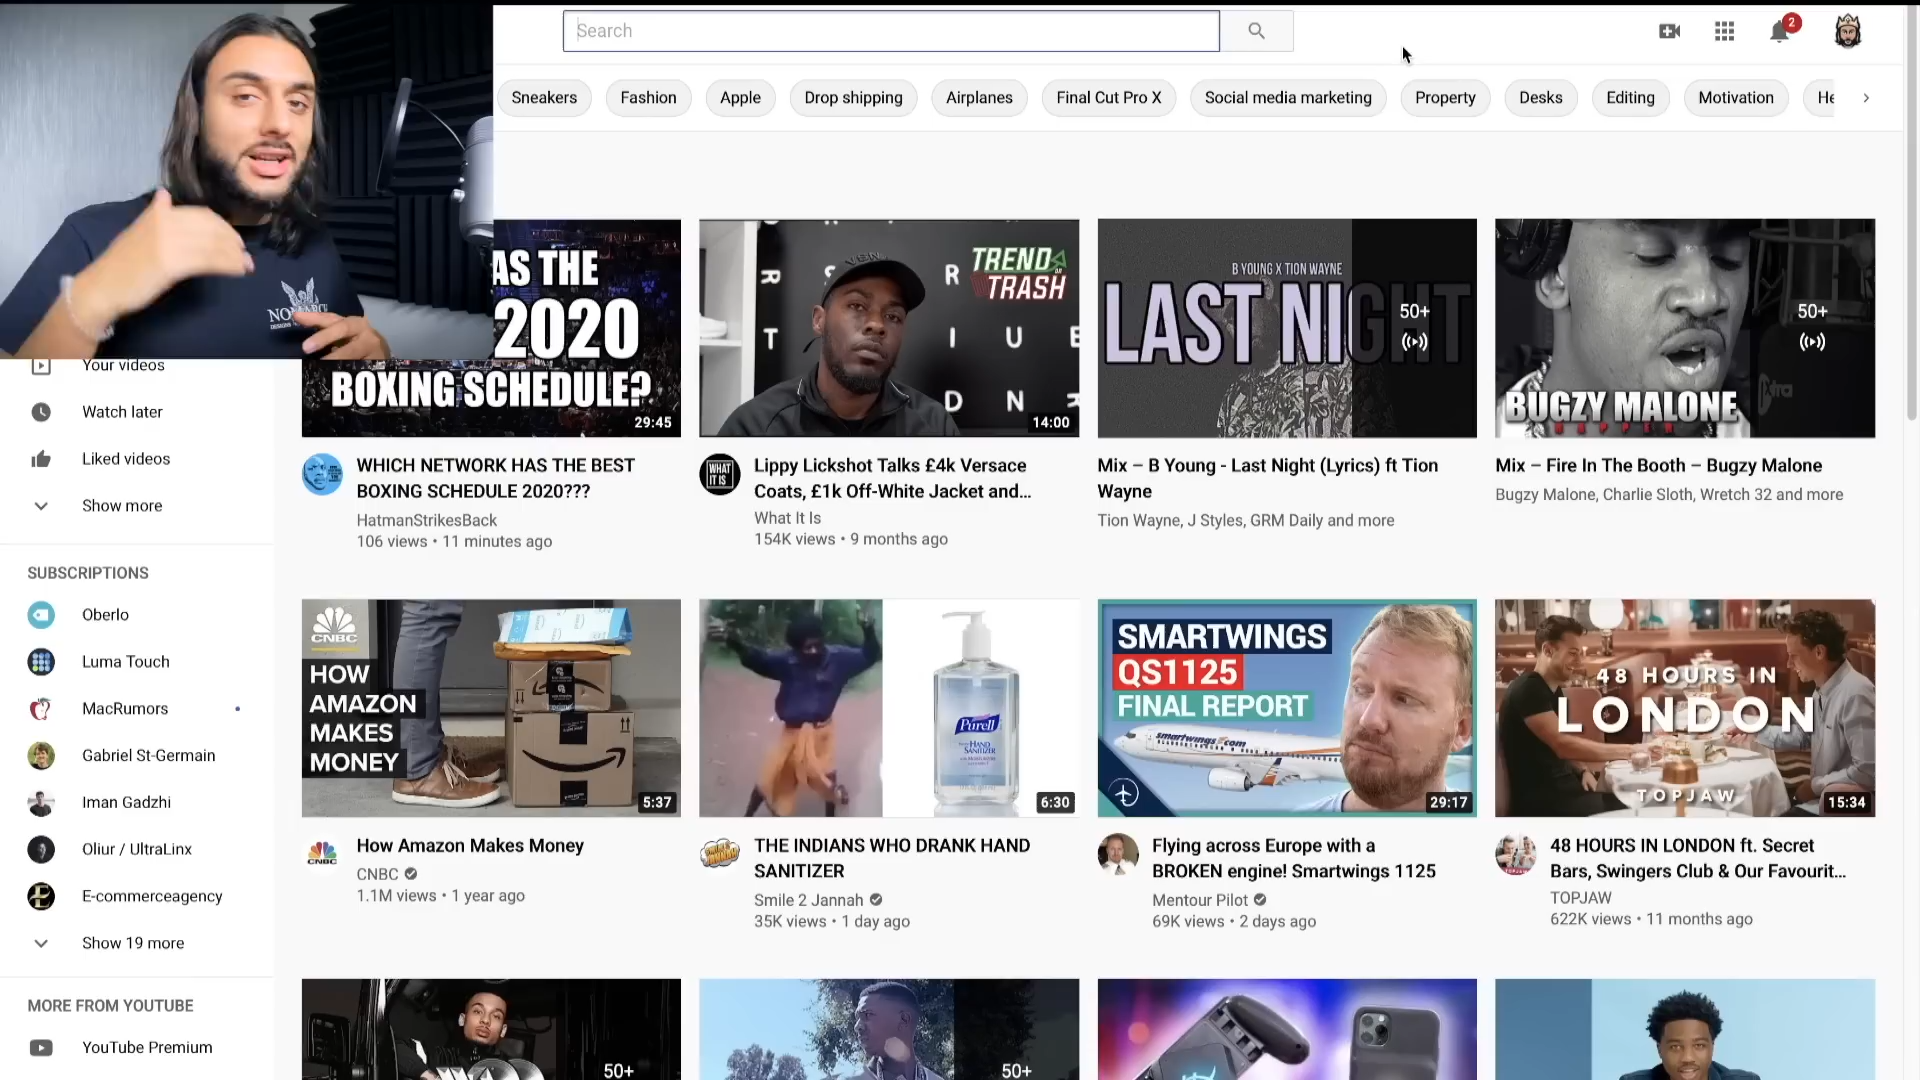 Search
2
Sneakers
Fashion
Apple
Drop shipping
Airplanes
Final Cut Pro X
Social media marketing
Property
Desks
Editing
Motivation
He
Your videos
Watch later
Liked videos
Show more
SUBSCRIPTIONS
Oberlo
Luma Touch
MacRumors
Gabriel St-Germain
Iman Gadzhi
Oliur / UltraLinx
E-commerceagency
Show 19 more
MORE FROM YOUTUBE
YouTube Premium
AS THE
2020
BOXING SCHEDULE?
29:45
WHICH NETWORK HAS THE BEST
BOXING SCHEDULE 2020???
HatmanStrikesBack
106 views • 11 minutes ago
TREND
OR
TRASH
14:00
WHAT
IT IS
Lippy Lickshot Talks £4k Versace
Coats, £1k Off-White Jacket and...
What It Is
154K views • 9 months ago
B YOUNG X TION WAYNE
LAST NIGHT
50+
Mix – B Young - Last Night (Lyrics) ft Tion
Wayne
Tion Wayne, J Styles, GRM Daily and more
50+
BUGZY MALONE
Mix – Fire In The Booth – Bugzy Malone
Bugzy Malone, Charlie Sloth, Wretch 32 and more
CNBC
HOW
AMAZON
MAKES
MONEY
5:37
CNBC
How Amazon Makes Money
CNBC
1.1M views • 1 year ago
Purell
HAND
SANITIZER
6:30
THE INDIANS WHO DRANK HAND
SANITIZER
Smile 2 Jannah
35K views • 1 day ago
SMARTWINGS
QS1125
FINAL REPORT
smartwings.com
29:17
Flying across Europe with a
BROKEN engine! Smartwings 1125
Mentour Pilot
69K views • 2 days ago
48 HOURS IN
LONDON
TOPJAW
15:34
48 HOURS IN LONDON ft. Secret
Bars, Swingers Club & Our Favourit...
TOPJAW
622K views • 11 months ago
50+
50+